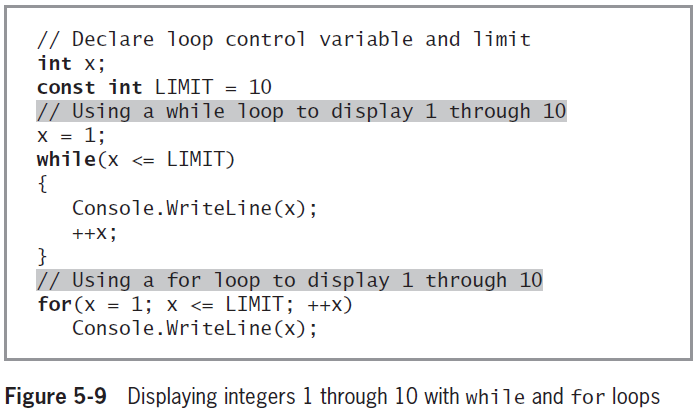 // Declare loop control variable and limit
int x;
const int LIMIT = 10
// Using a while loop to display 1 through 10
x = 1;
while(x <= LIMIT)
{
   Console.WriteLine(x);
   ++x;
}
// Using a for loop to display 1 through 10
for(x = 1; x <= LIMIT; ++x)
   Console.WriteLine(x);
Figure 5-9 Displaying integers 1 through 10 with while and for loops